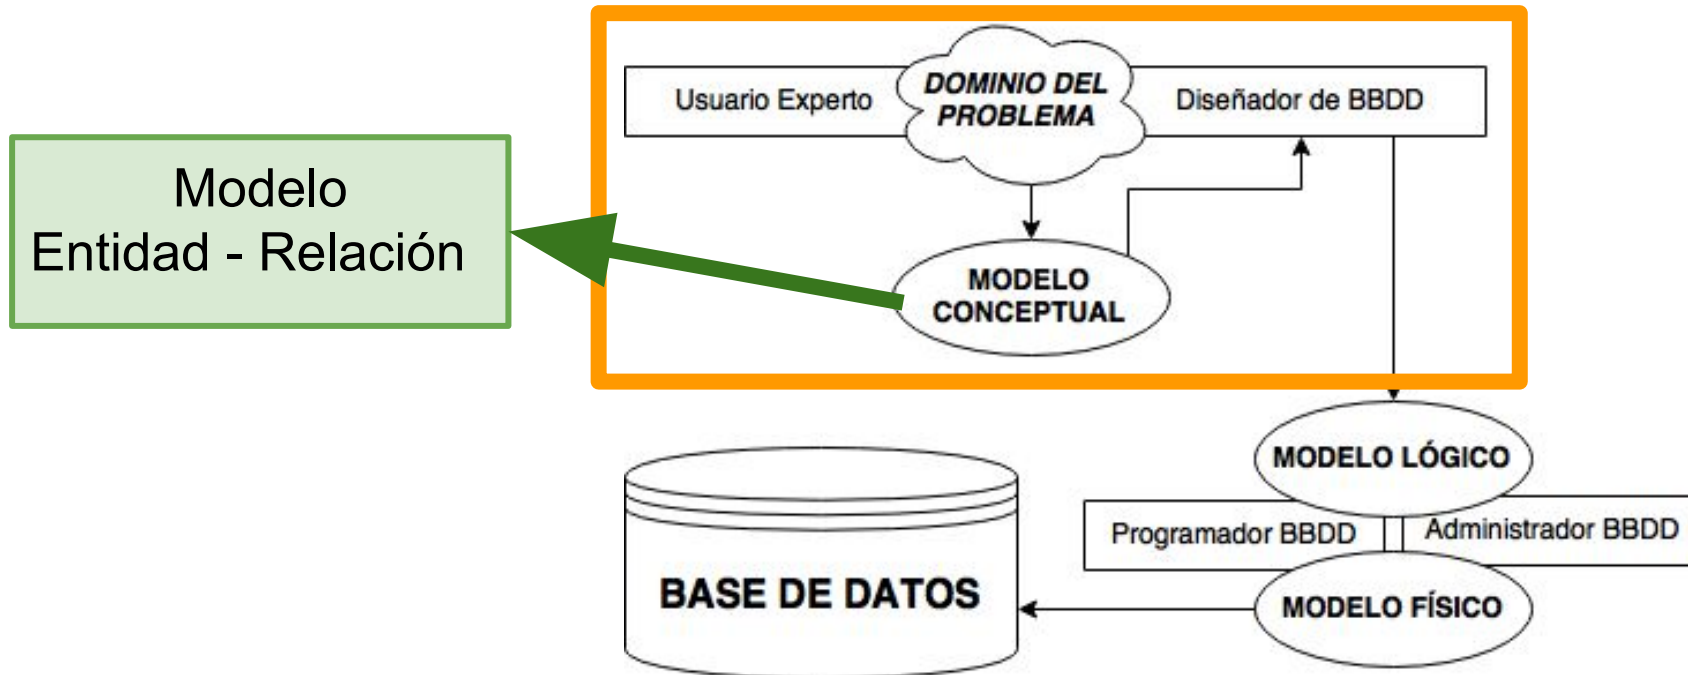 Usuario Experto
DOMINIO DEL
PROBLEMA
Diseñador de BBDD
Modelo
Entidad - Relación
MODELO
CONCEPTUAL
MODELO LÓGICO
Programador BBDD
Administrador BBDD
BASE DE DATOS
MODELO FÍSICO